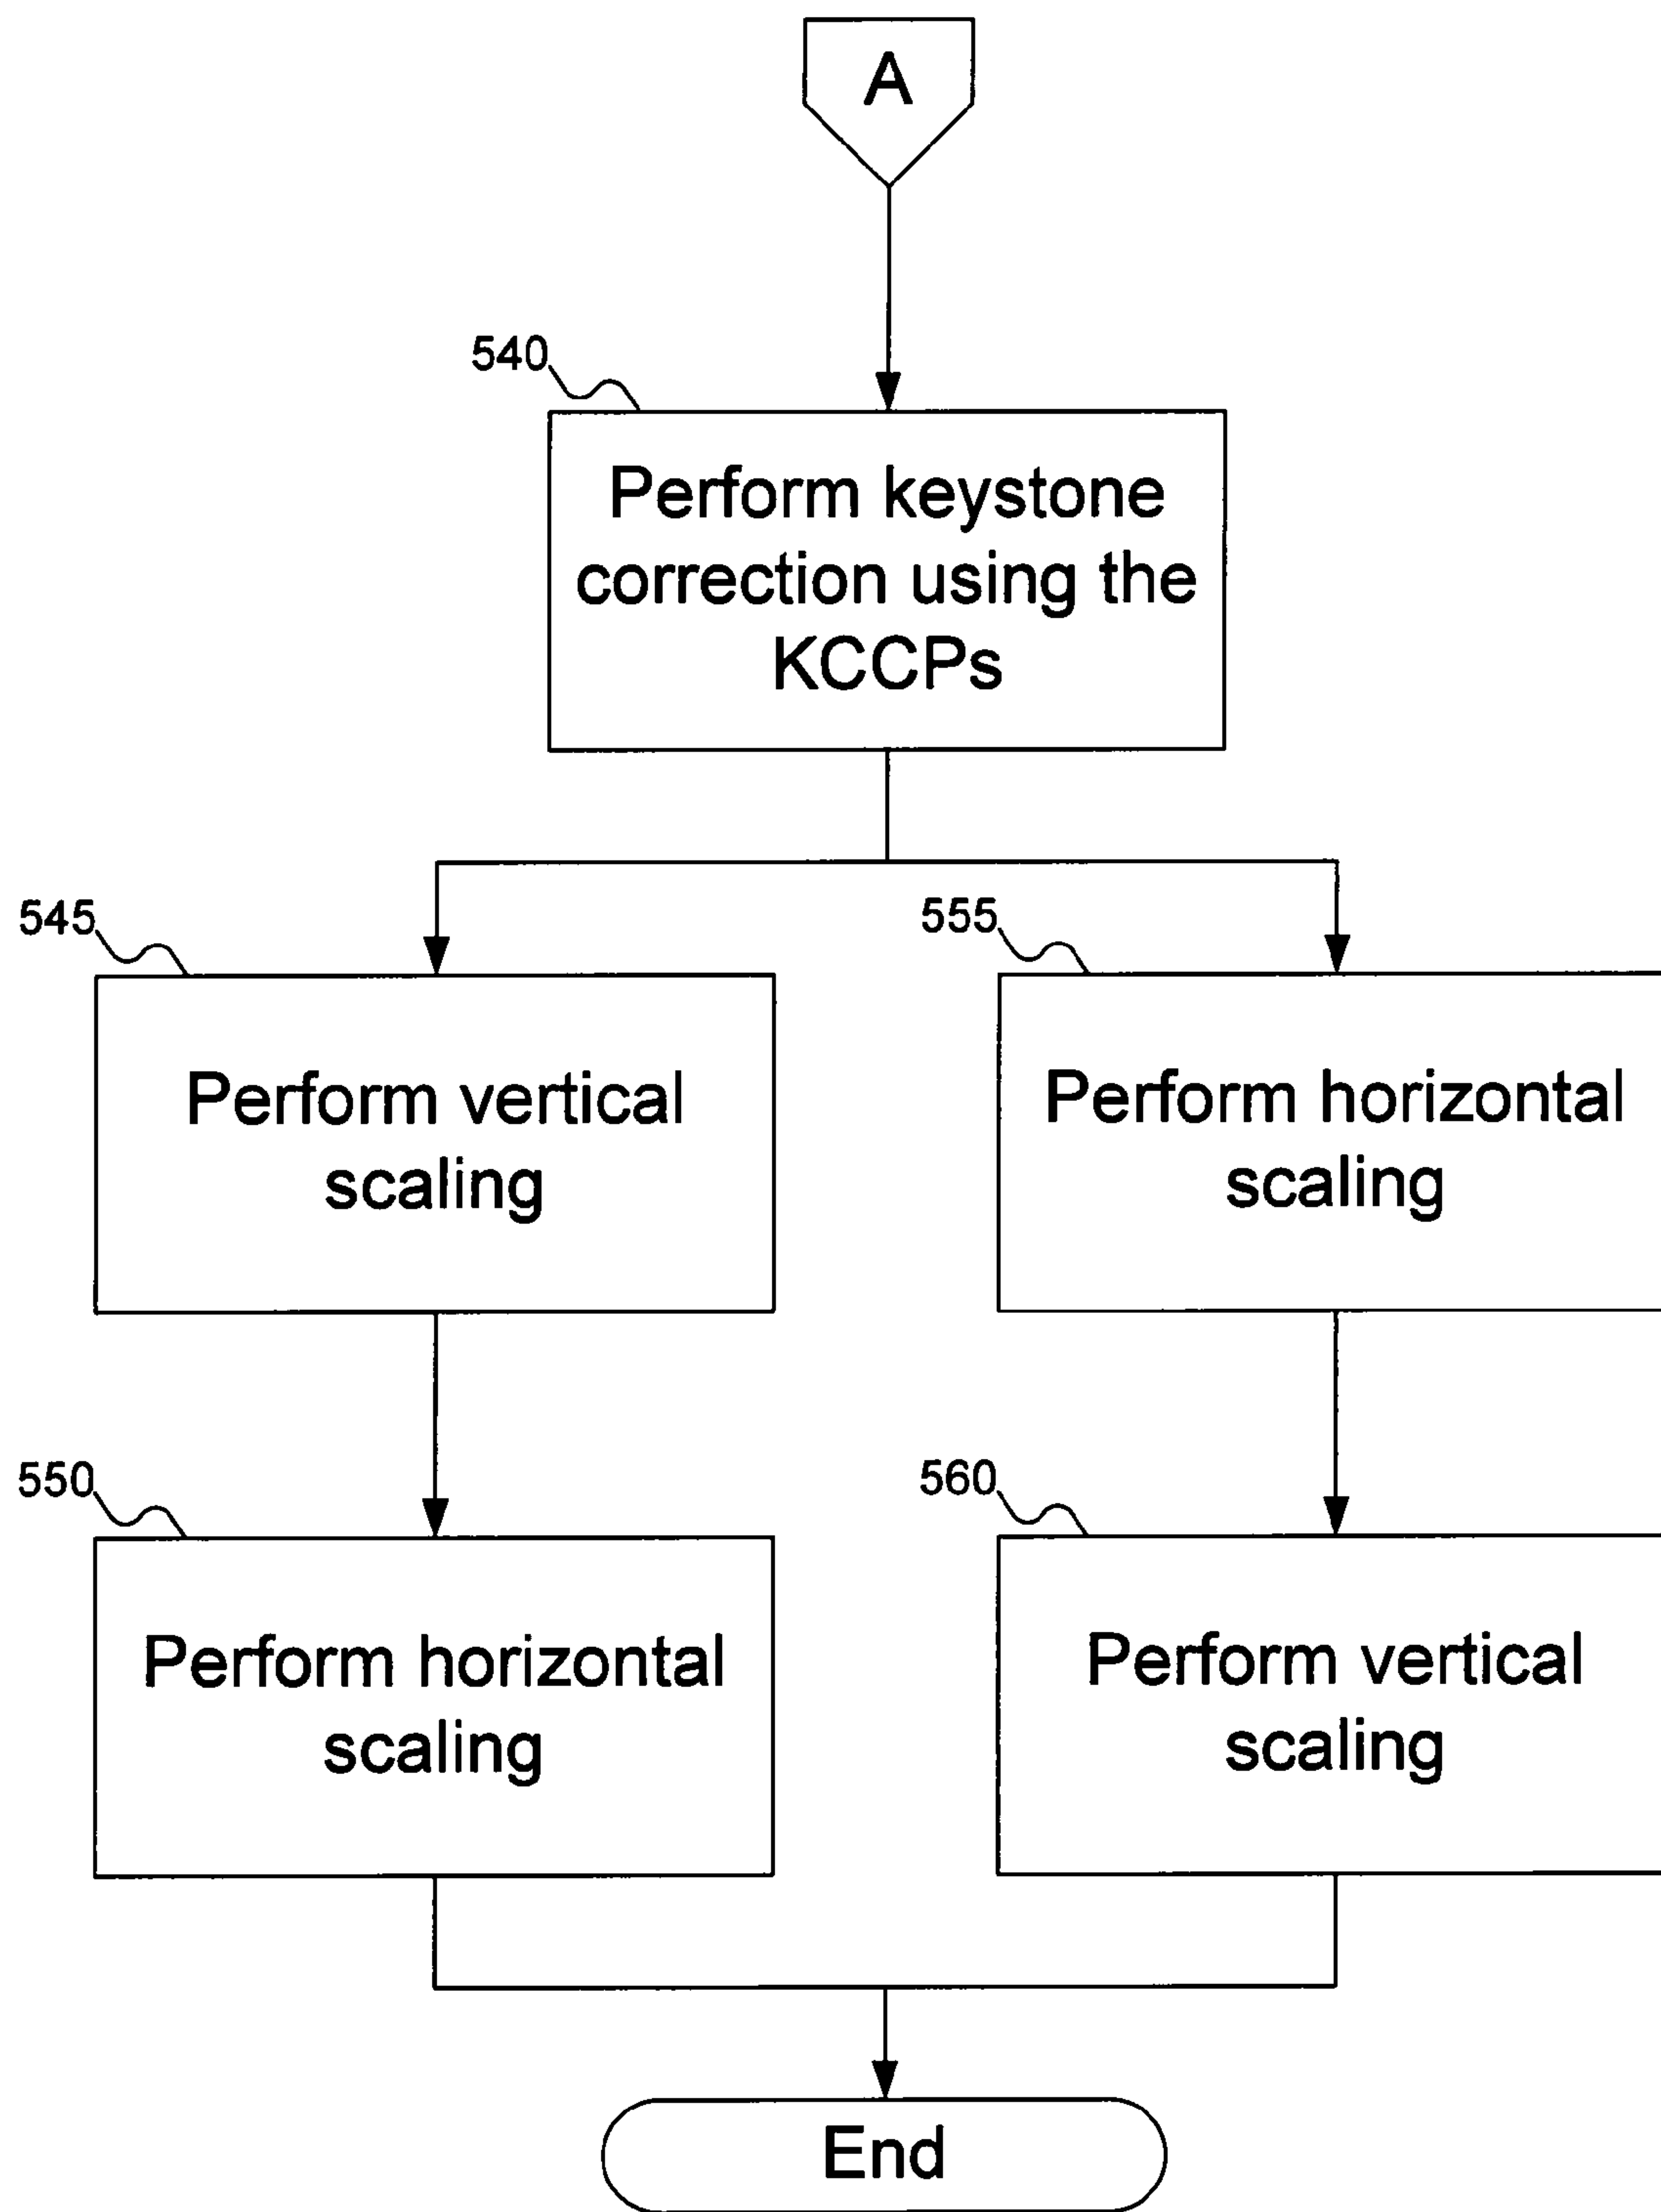 A
540
Perform keystone
correction using the
KCCPs
545
Perform vertical
scaling
555
Perform horizontal
scaling
550
Perform horizontal
scaling
560
Perform vertical
scaling
End